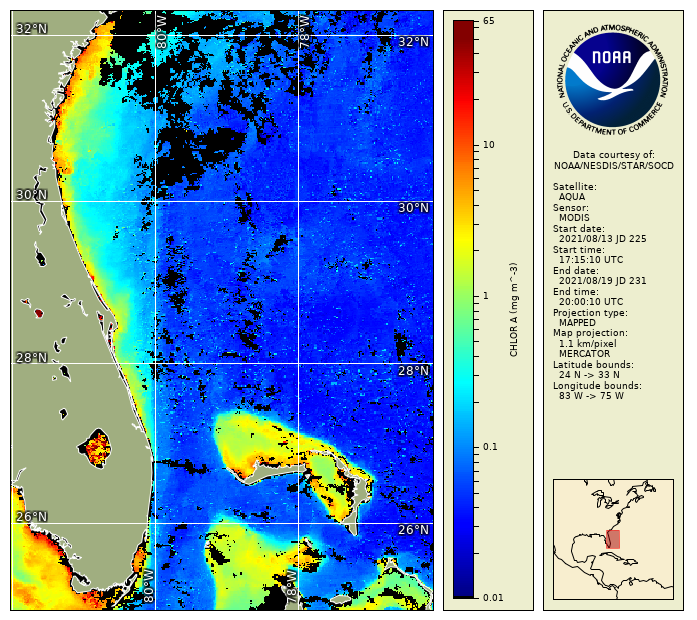 32°N
80°W
78°W
32°N
30°N
30°N
28°N
28°N
26°N
26°N
80°W
78°W
65
10
1
0.1
0.01
CHLOR A (mg m^-3)
NATIONAL OCEANIC AND ATMOSPHERIC ADMINISTRATION
NOAA
U.S. DEPARTMENT OF COMMERCE
Data courtesy of:
NOAA/NESDIS/STAR/SOCD
Satellite:
AQUA
Sensor:
MODIS
Start date:
2021/08/13 JD 225
Start time:
17:15:10 UTC
End date:
2021/08/19 JD 231
End time:
20:00:10 UTC
Projection type:
MAPPED
Map projection:
1.1 km/pixel
MERCATOR
Latitude bounds:
24 N -> 33 N
Longitude bounds:
83 W -> 75 W